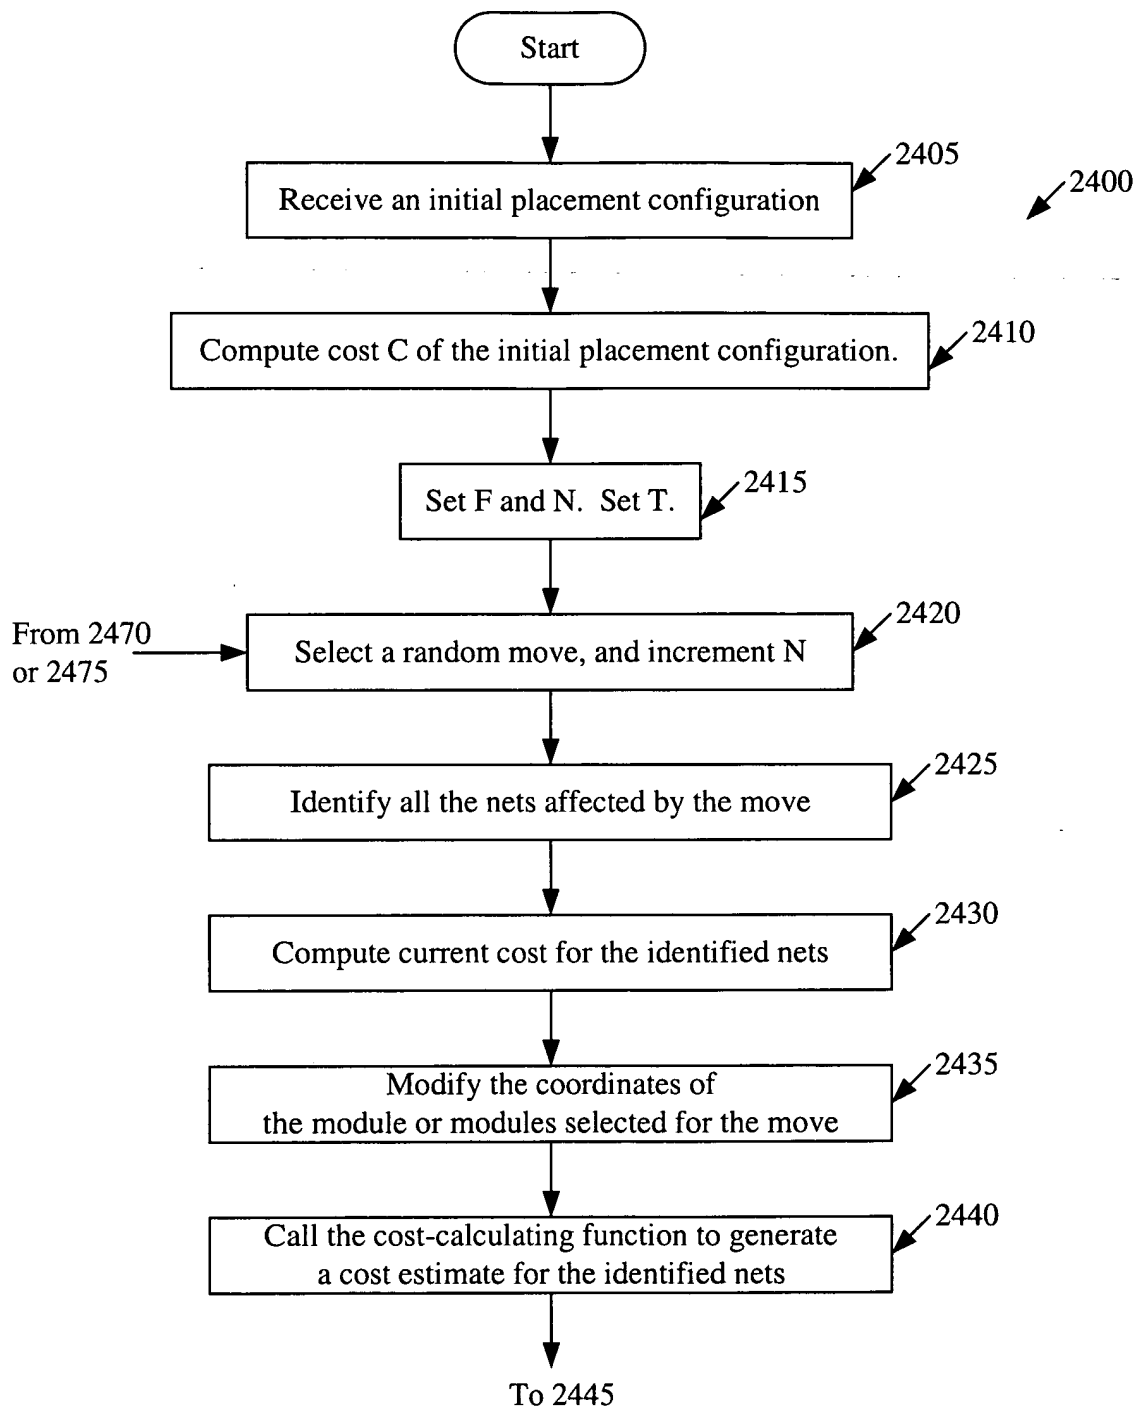 Start
2405
Receive an initial placement configuration
2400
2410
Compute cost C of the initial placement configuration.
2415
Set F and N.  Set T.
2420
From 2470
or 2475
Select a random move, and increment N
2425
Identify all the nets affected by the move
2430
Compute current cost for the identified nets
2435
Modify the coordinates of
the module or modules selected for the move
2440
Call the cost-calculating function to generate
a cost estimate for the identified nets
To 2445